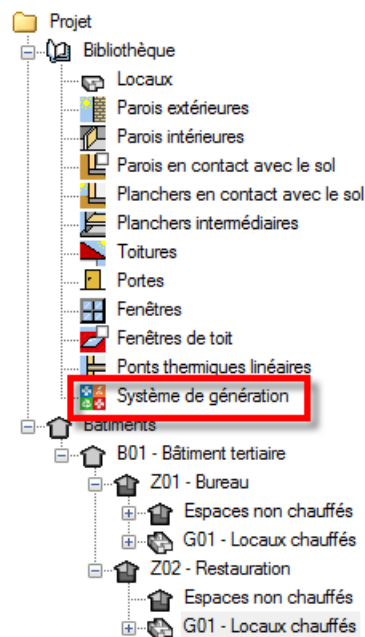 Projet
Bibliothèque
Locaux
Parois extérieures
Parois intérieures
Parois en contact avec le sol
Planchers en contact avec le sol
Planchers intermédiaires
Toitures
Portes
Fenêtres
Fenêtres de toit
Ponts thermiques linéaires
Système de génération
Bâtiments
B01 - Bâtiment tertiaire
Z01 - Bureau
Espaces non chauffés
G01 - Locaux chauffés
Z02 - Restauration
Espaces non chauffés
G01 - Locaux chauffés